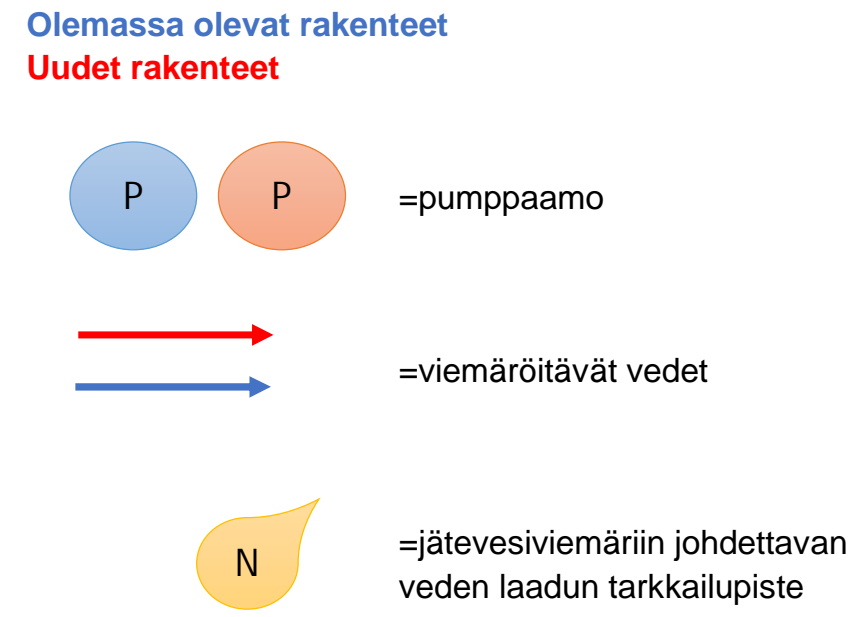 Olemassa olevat rakenteet
Uudet rakenteet
P P =pumppaamo
=viemäröitävät vedet
N
=jätevesiviemäriin johdettavan
veden laadun tarkkailupiste